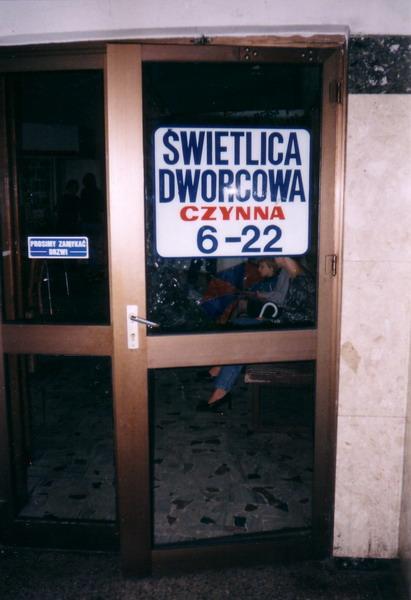 ŚWIETLICA
DWORCOWA
CZYNNA
6-22
PROSIMY ZAMYKAĆ
DRZWI